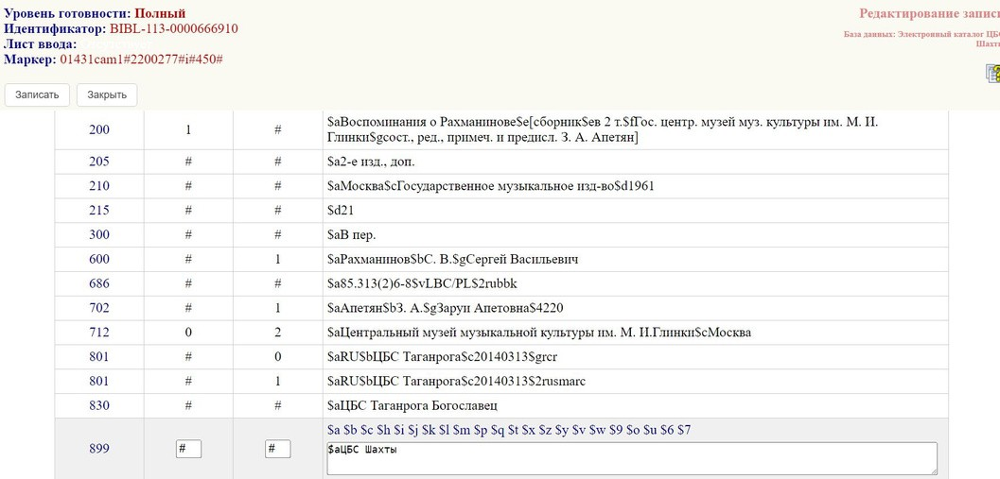 Уровень готовности: Полный
Идентификатор: BIBL-113-0000666910
Лист ввода:
Маркер: 01431cam1#2200277#i#450#
Редактирование запис
База данных: Электронный каталог ЦБС
Шахты
Записать Закрыть
200 1 # $aВоспоминания о Рахманинове$e[сборник$eв 2 т.$fГос. центр. музей муз. культуры им. М. И.
Глинки$gсост., ред., примеч. и предисл. З. А. Апетян]
205 # # $a2-е изд., доп.
210 # # $aМосква$cГосударственное музыкальное изд-во$d1961
215 # # $d21
300 # # $aВ пер.
600 # 1 $aРахманинов$bС. В.$gСергей Васильевич
686 # # $a85.313(2)6-8$vLBC/PL$2rubbk
702 # 1 $aАпетян$bЗ. А.$gЗаруи Апетовна$4220
712 0 2 $aЦентральный музей музыкальной культуры им. М. И.Глинки$cМосква
801 # 0 $aRU$bЦБС Таганрога$c20140313$grcr
801 # 1 $aRU$bЦБС Таганрога$c20140313$2rusmarc
830 # # $aЦБС Таганрога Богославец
$a $b $c $h $i $j $k $l $m $p $q $t $x $z $y $v $w $9 $o $u $6 $7
899 # # $aЦБС Шахты